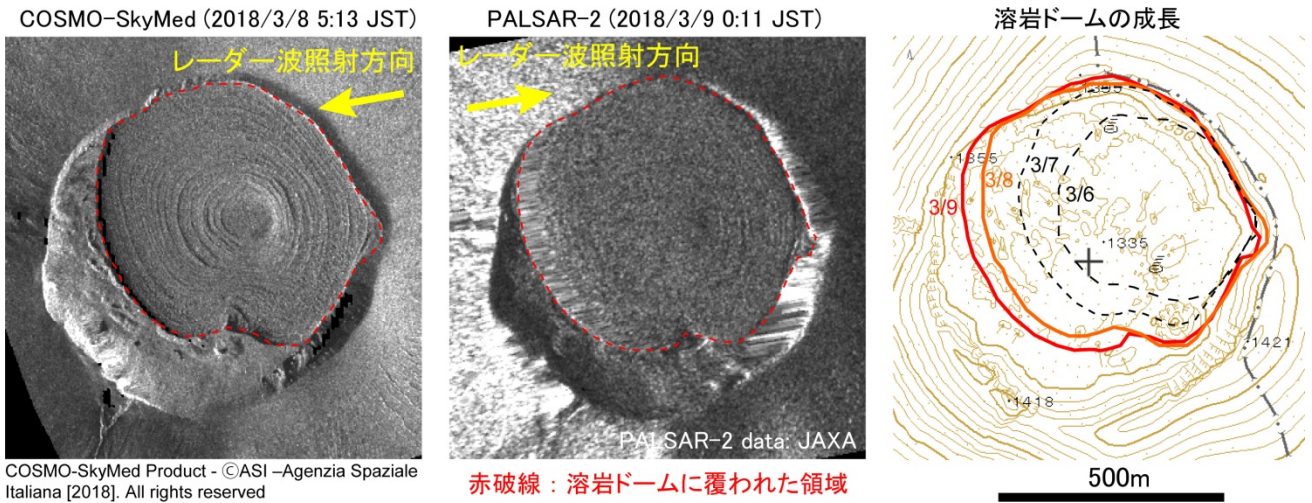 COSMO-SkyMed (2018/3/8 5:13 JST)
レーダー波照射方向
COSMO-SkyMed Product - ⒸASI –Agenzia Spaziale
Italiana [2018]. All rights reserved
PALSAR-2 (2018/3/9 0:11 JST)
レーダー波照射方向
PALSAR-2 data: JAXA
赤破線：溶岩ドームに覆われた領域
溶岩ドームの成長
1355
3/7
3/8
3/6
3/9
1335
1421
1418
500m